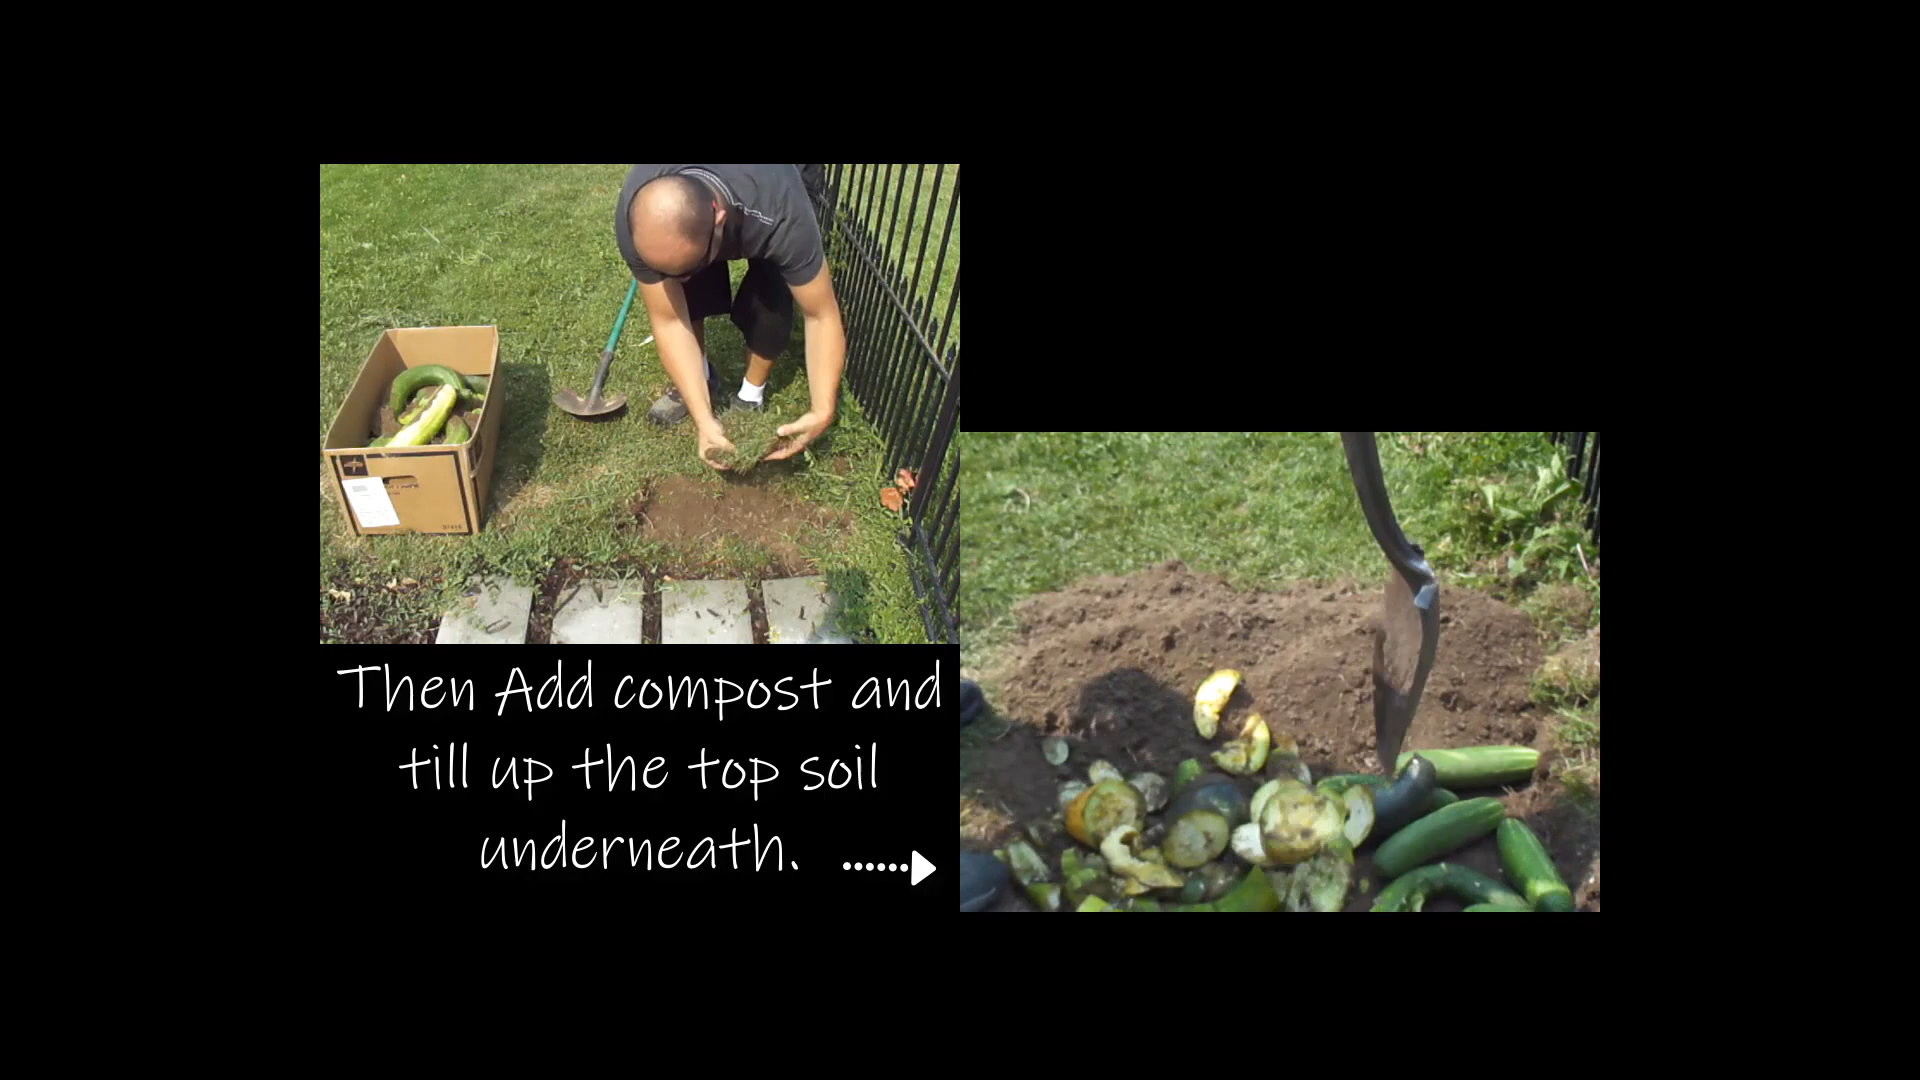 Then Add compost and
till up the top soil
underneath.